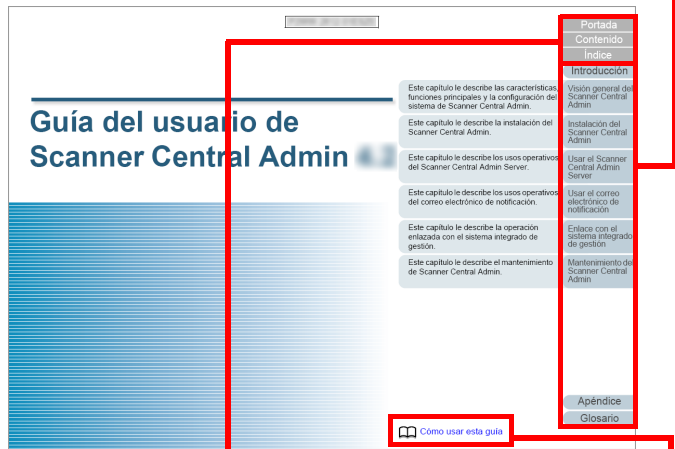 Portada
Contenido
Índice
Introducción
Guía del usuario de
Scanner Central Admin
Este capítulo le describe las características,
funciones principales y la configuración del
sistema de Scanner Central Admin.
Visión general del
Scanner Central
Admin
Este capítulo le describe la instalación del
Scanner Central Admin.
Instalación del
Scanner Central
Admin
Este capítulo le describe los usos operativos
del Scanner Central Admin Server.
Usar el Scanner
Central Admin
Server
Este capítulo le describe los usos operativos
del correo electrónico de notificación.
Usar el correo
electrónico de
notificación
Este capítulo le describe la operación
enlazada con el sistema integrado de
gestión.
Enlace con el
sistema integrado
de gestión
Este capítulo le describe el mantenimiento
de Scanner Central Admin.
Mantenimiento del
Scanner Central
Admin
Apéndice
Glosario
Cómo usar esta guía